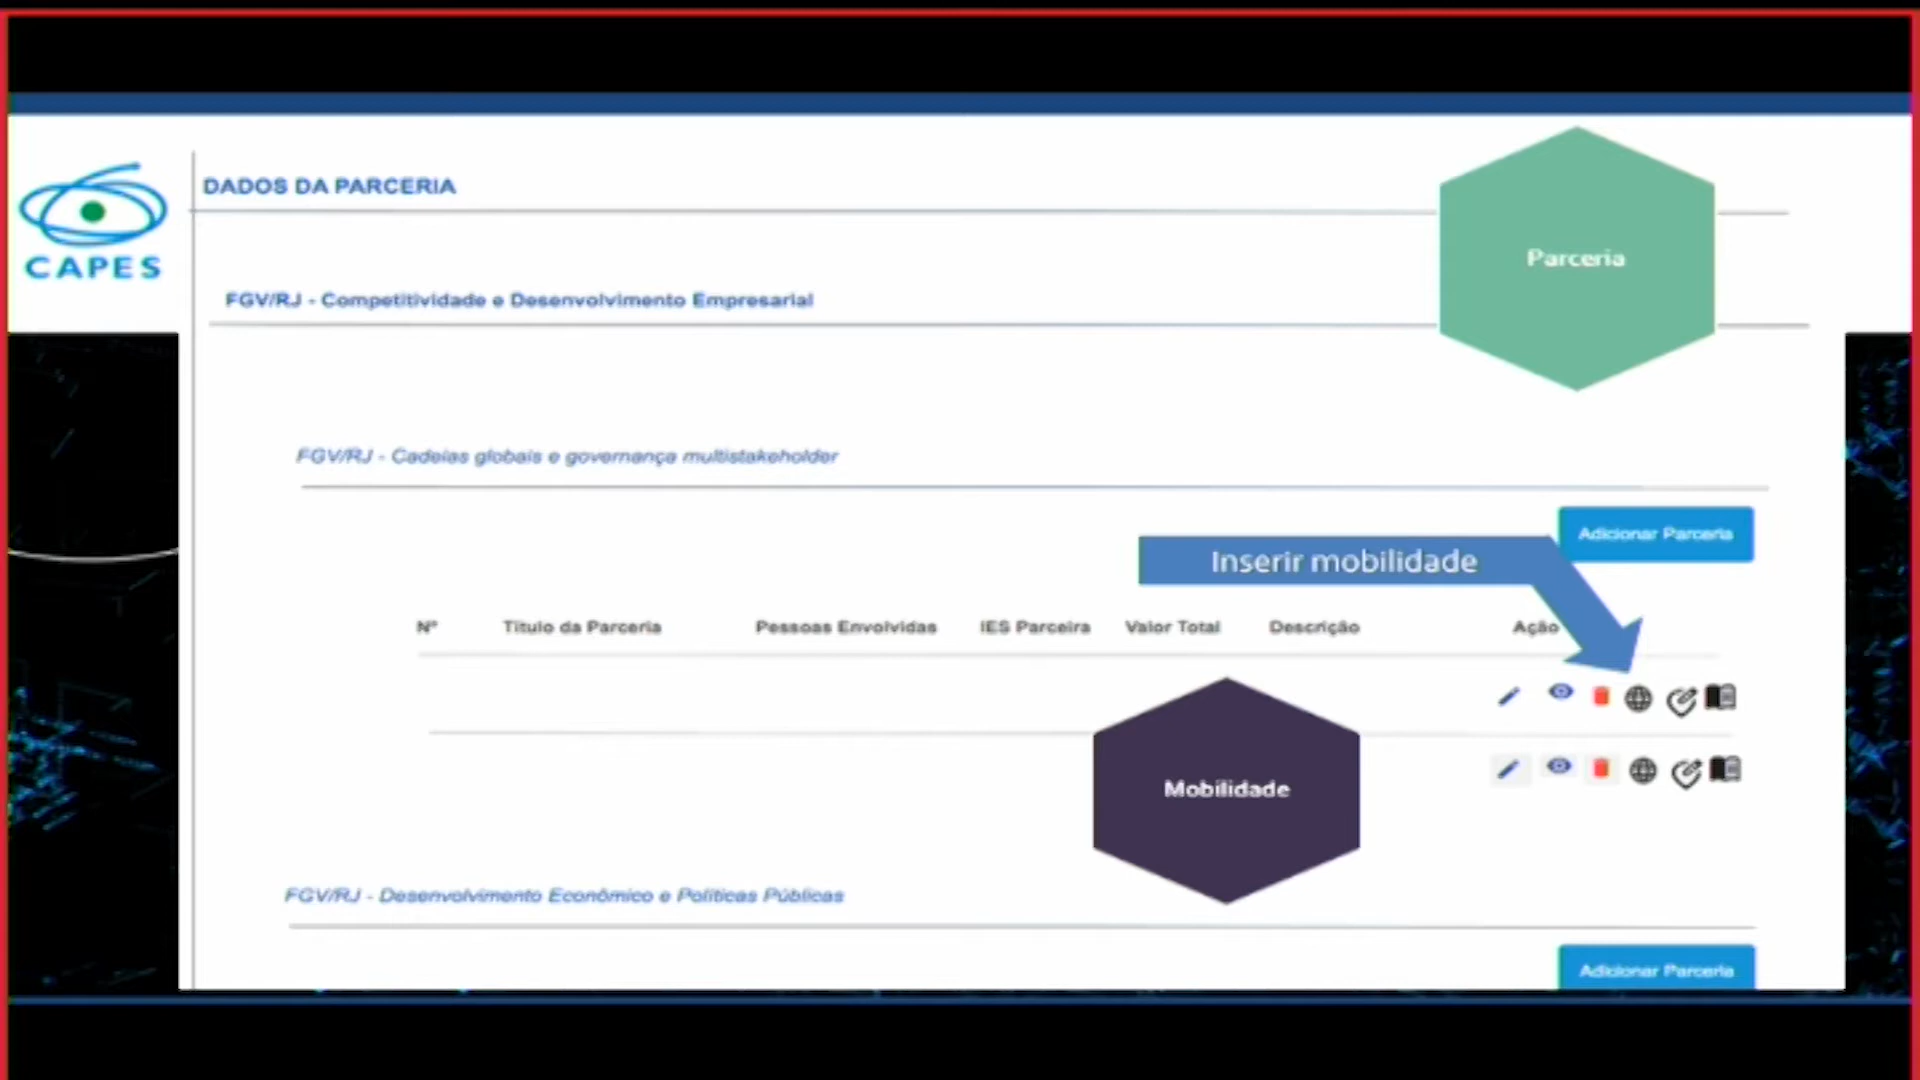 CAPES
DADOS DA PARCERIA
Parceria
FGV/RJ - Competitividade e Desenvolvimento Empresarial
FGV/RJ - Cadeias globais e governança multistakeholder
Adicionar Parceria
Inserir mobilidade
Nº Título da Parceria Pessoas Envolvidas IES Parceira Valor Total Descrição Ação
Mobilidade
FGV/RJ - Desenvolvimento Econômico e Políticas Públicas
Adicionar Parceria